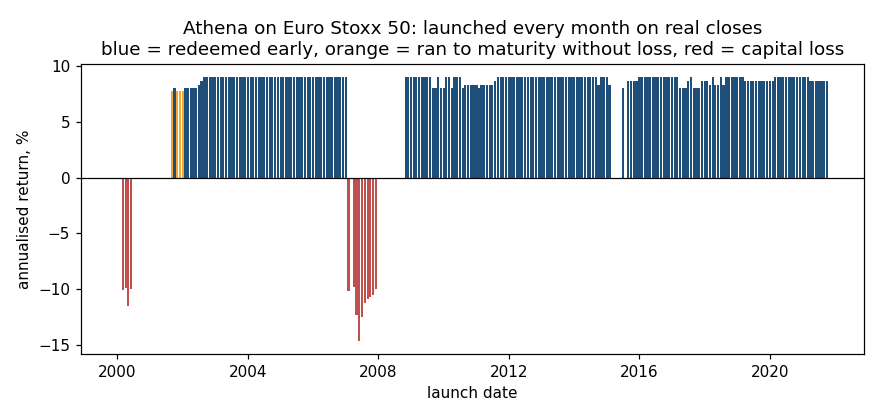 Athena on Euro Stoxx 50: launched every month on real closes
blue = redeemed early, orange = ran to maturity without loss, red = capital loss
annualised return, %
10
5
0
−5
−10
−15
2000 2004 2008 2012 2016 2020
launch date